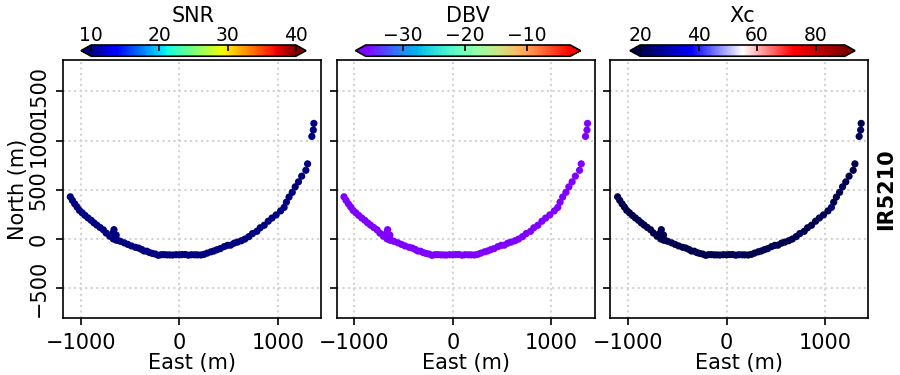 SNR DBV Xc
10 20 30 40 −30 −20 −10 20 40 60 80
1500
1000
500
0
−500
North (m)
−1000 0 1000 −1000 0 1000 −1000 0 1000
East (m) East (m) East (m)
IR5210